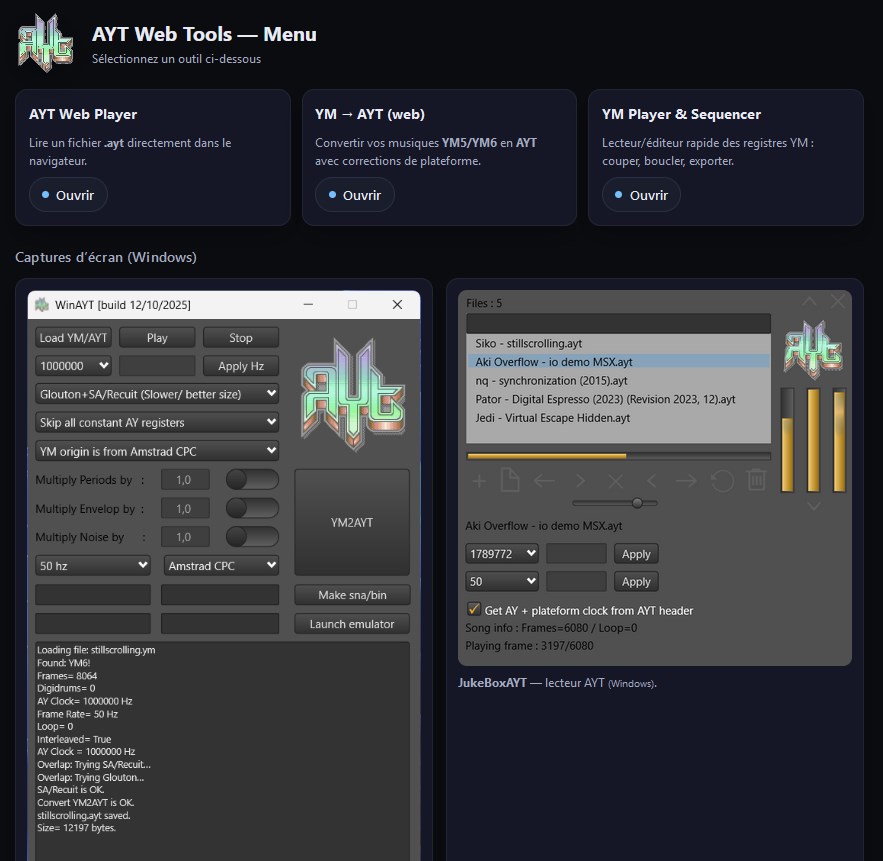 AYT
AYT Web Tools — Menu
Sélectionnez un outil ci-dessous
AYT Web Player
Lire un fichier .ayt directement dans le
navigateur.
Ouvrir
YM → AYT (web)
Convertir vos musiques YM5/YM6 en AYT
avec corrections de plateforme.
Ouvrir
YM Player & Sequencer
Lecteur/éditeur rapide des registres YM :
couper, boucler, exporter.
Ouvrir
Captures d’écran (Windows)
WinAYT [build 12/10/2025]
Load YM/AYT
Play
Stop
1000000
Apply Hz
Glouton+SA/Recuit (Slower/ better size)
Skip all constant AY registers
YM origin is from Amstrad CPC
AYT
Multiply Periods by :
1,0
Multiply Envelop by :
1,0
Multiply Noise by :
1,0
YM2AYT
50 hz
Amstrad CPC
Make sna/bin
Launch emulator
Loading file: stillscrolling.ym
Found: YM6!
Frames= 8064
Digidrums= 0
AY Clock= 1000000 Hz
Frame Rate= 50 Hz
Loop= 0
Interleaved= True
AY Clock = 1000000 Hz
Overlap: Trying SA/Recuit...
Overlap: Trying Glouton...
SA/Recuit is OK.
Convert YM2AYT is OK.
stillscrolling.ayt saved.
Size= 12197 bytes.
Files : 5
Siko - stillscrolling.ayt
Aki Overflow - io demo MSX.ayt
nq - synchronization (2015).ayt
Pator - Digital Espresso (2023) (Revision 2023, 12).ayt
Jedi - Virtual Escape Hidden.ayt
AYT
Aki Overflow - io demo MSX.ayt
1789772
Apply
50
Apply
Get AY + plateform clock from AYT header
Song info : Frames=6080 / Loop=0
Playing frame : 3197/6080
JukeBoxAYT — lecteur AYT (Windows).